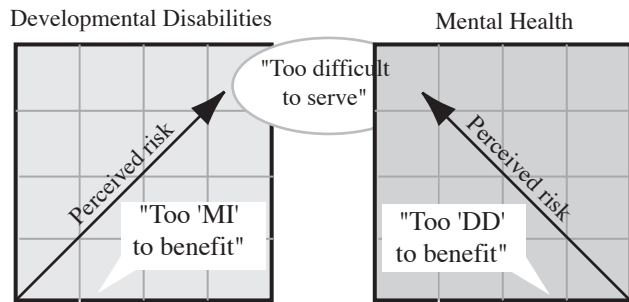 Developmental Disabilities
Mental Health
"Too difficult
to serve"
Perceived risk
Perceived risk
"Too 'MI'
to benefit"
"Too 'DD'
to benefit"